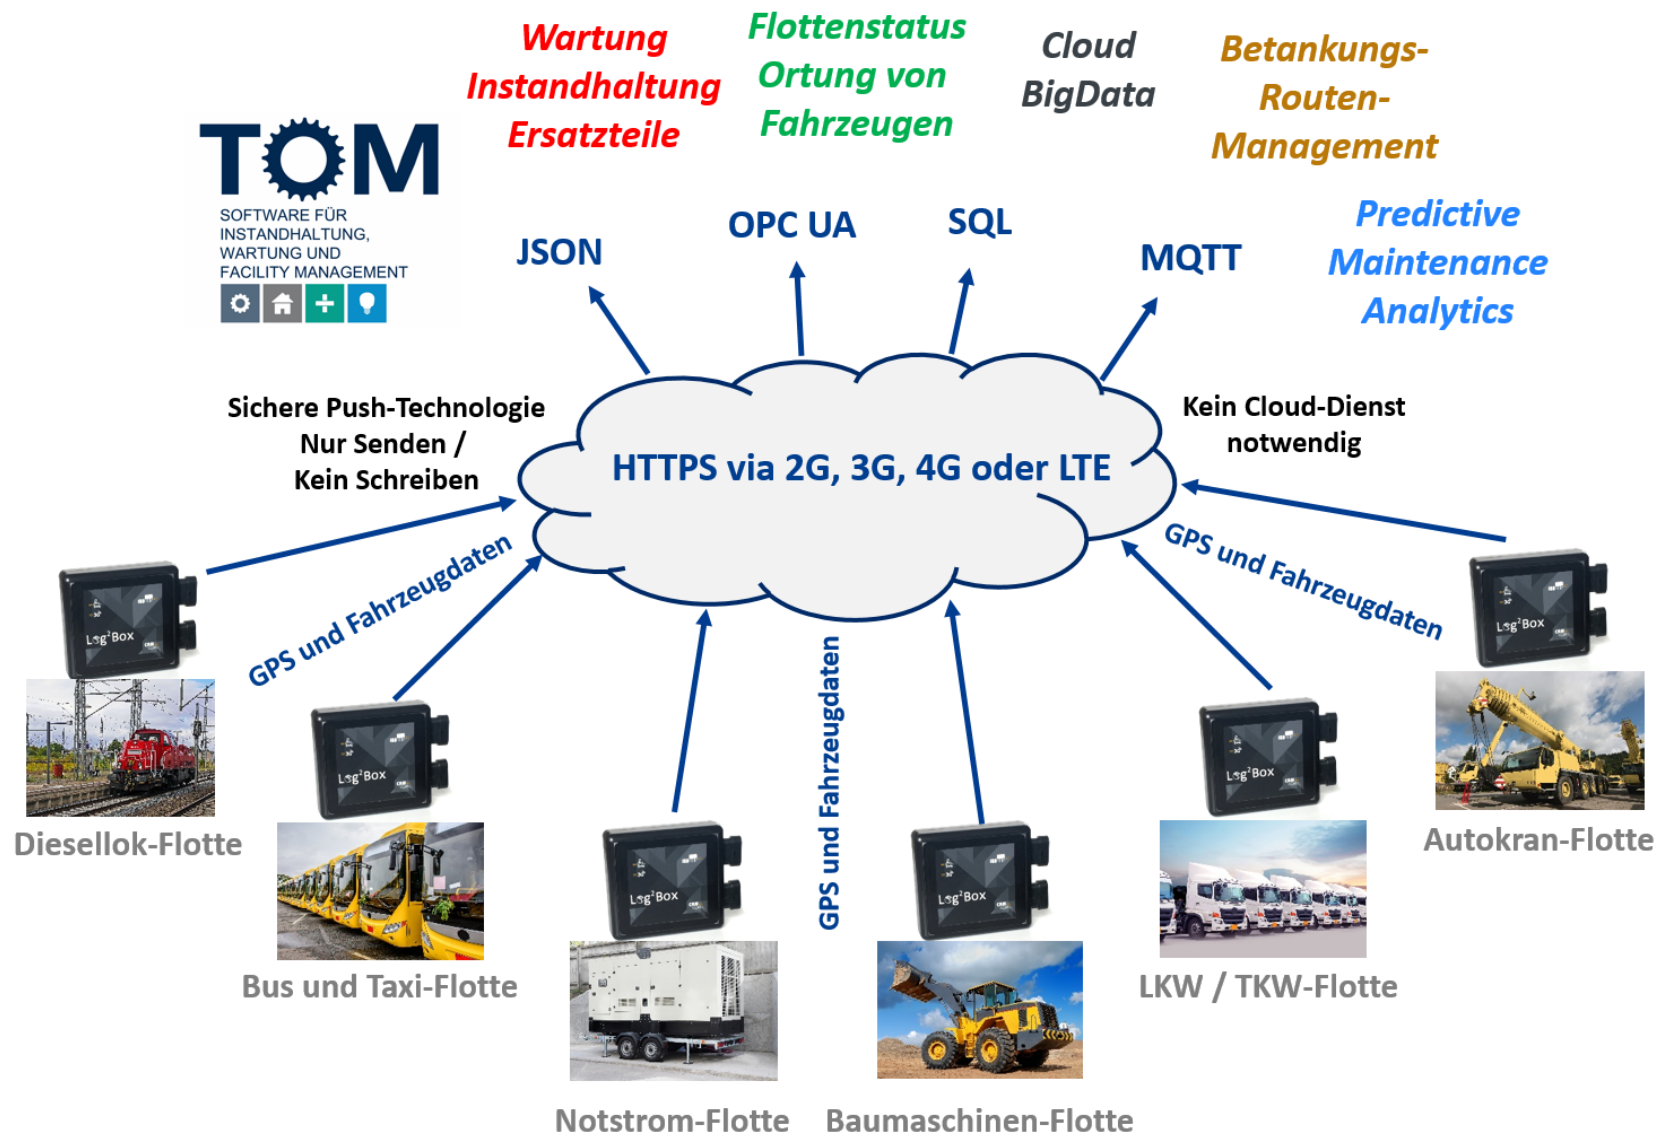 Wartung
Instandhaltung
Ersatzteile
Flottenstatus
Ortung von
Fahrzeugen
Cloud
BigData
Betankungs-
Routen-
Management
Predictive
Maintenance
Analytics
TOM
SOFTWARE FÜR
INSTANDHALTUNG,
WARTUNG UND
FACILITY MANAGEMENT
JSON
OPC UA
SQL
MQTT
Sichere Push-Technologie
Nur Senden /
Kein Schreiben
HTTPS via 2G, 3G, 4G oder LTE
Kein Cloud-Dienst
notwendig
GPS und Fahrzeugdaten
GPS und Fahrzeugdaten
GPS und Fahrzeugdaten
Log²Box
Diesellok-Flotte
Log²Box
Bus und Taxi-Flotte
Log²Box
Notstrom-Flotte
Log²Box
Baumaschinen-Flotte
Log²Box
LKW / TKW-Flotte
Log²Box
Autokran-Flotte